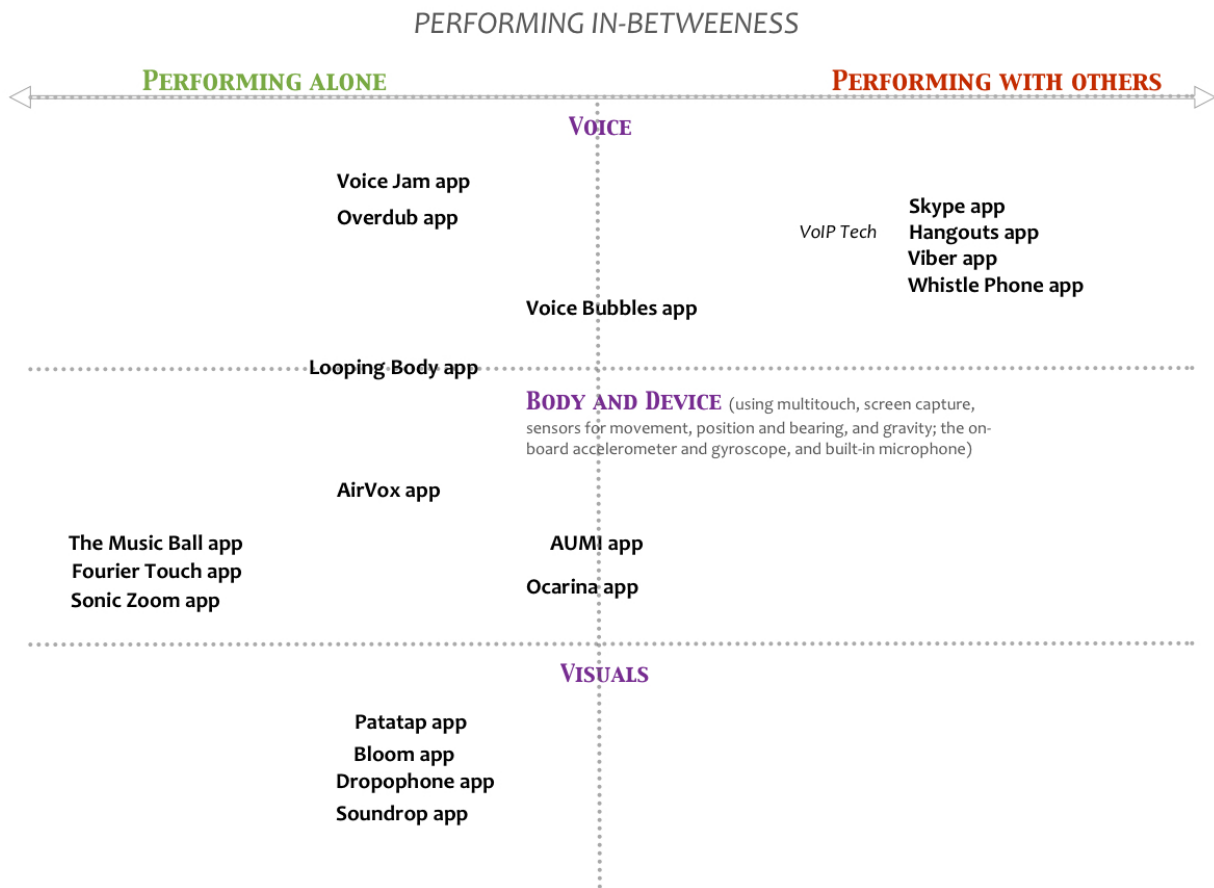 PERFORMING IN-BETWEENESS
PERFORMING ALONE
PERFORMING WITH OTHERS
VOICE
Voice Jam app
Overdub app
Skype app
VoIP Tech
Hangouts app
Viber app
Whistle Phone app
Voice Bubbles app
Looping Body app
BODY AND DEVICE (using multitouch, screen capture,
sensors for movement, position and bearing, and gravity; the on-
board accelerometer and gyroscope, and built-in microphone)
AirVox app
The Music Ball app
AUMI app
Fourier Touch app
Ocarina app
Sonic Zoom app
VISUALS
Patatap app
Bloom app
Dropophone app
Soundrop app